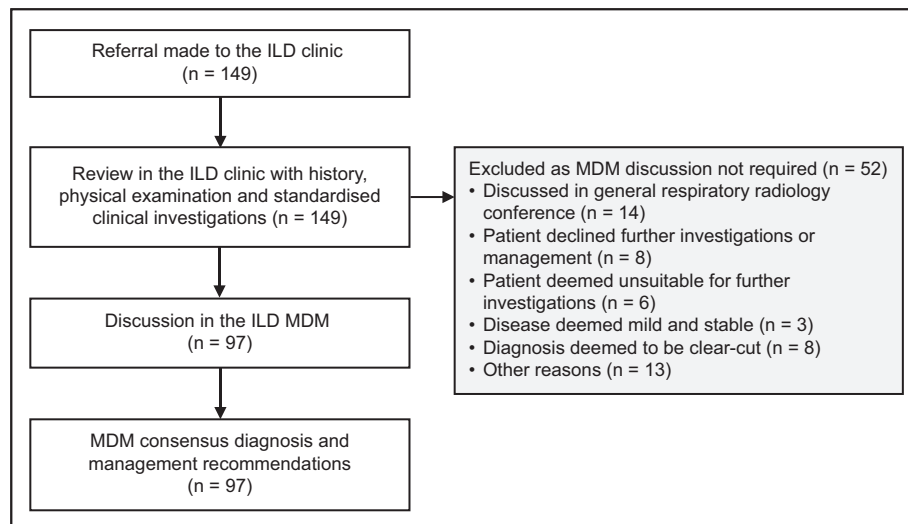 Referral made to the ILD clinic
(n = 149)
Review in the ILD clinic with history,
physical examination and standardised
clinical investigations (n = 149)
Excluded as MDM discussion not required (n = 52)
• Discussed in general respiratory radiology
conference (n = 14)
• Patient declined further investigations or
management (n = 8)
• Patient deemed unsuitable for further
investigations (n = 6)
• Disease deemed mild and stable (n = 3)
• Diagnosis deemed to be clear-cut (n = 8)
• Other reasons (n = 13)
Discussion in the ILD MDM
(n = 97)
MDM consensus diagnosis and
management recommendations
(n = 97)